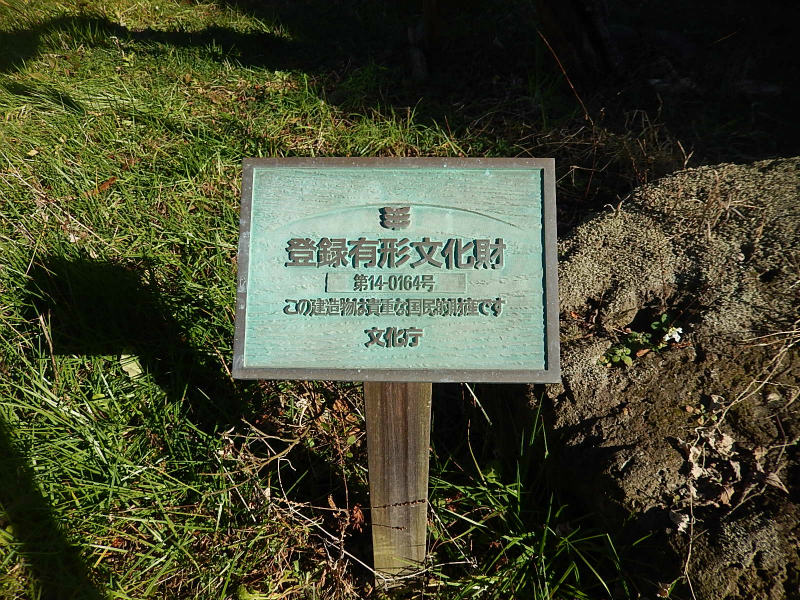 登録有形文化財
第14-0164号
この建造物は貴重な国民的財産です
文化庁